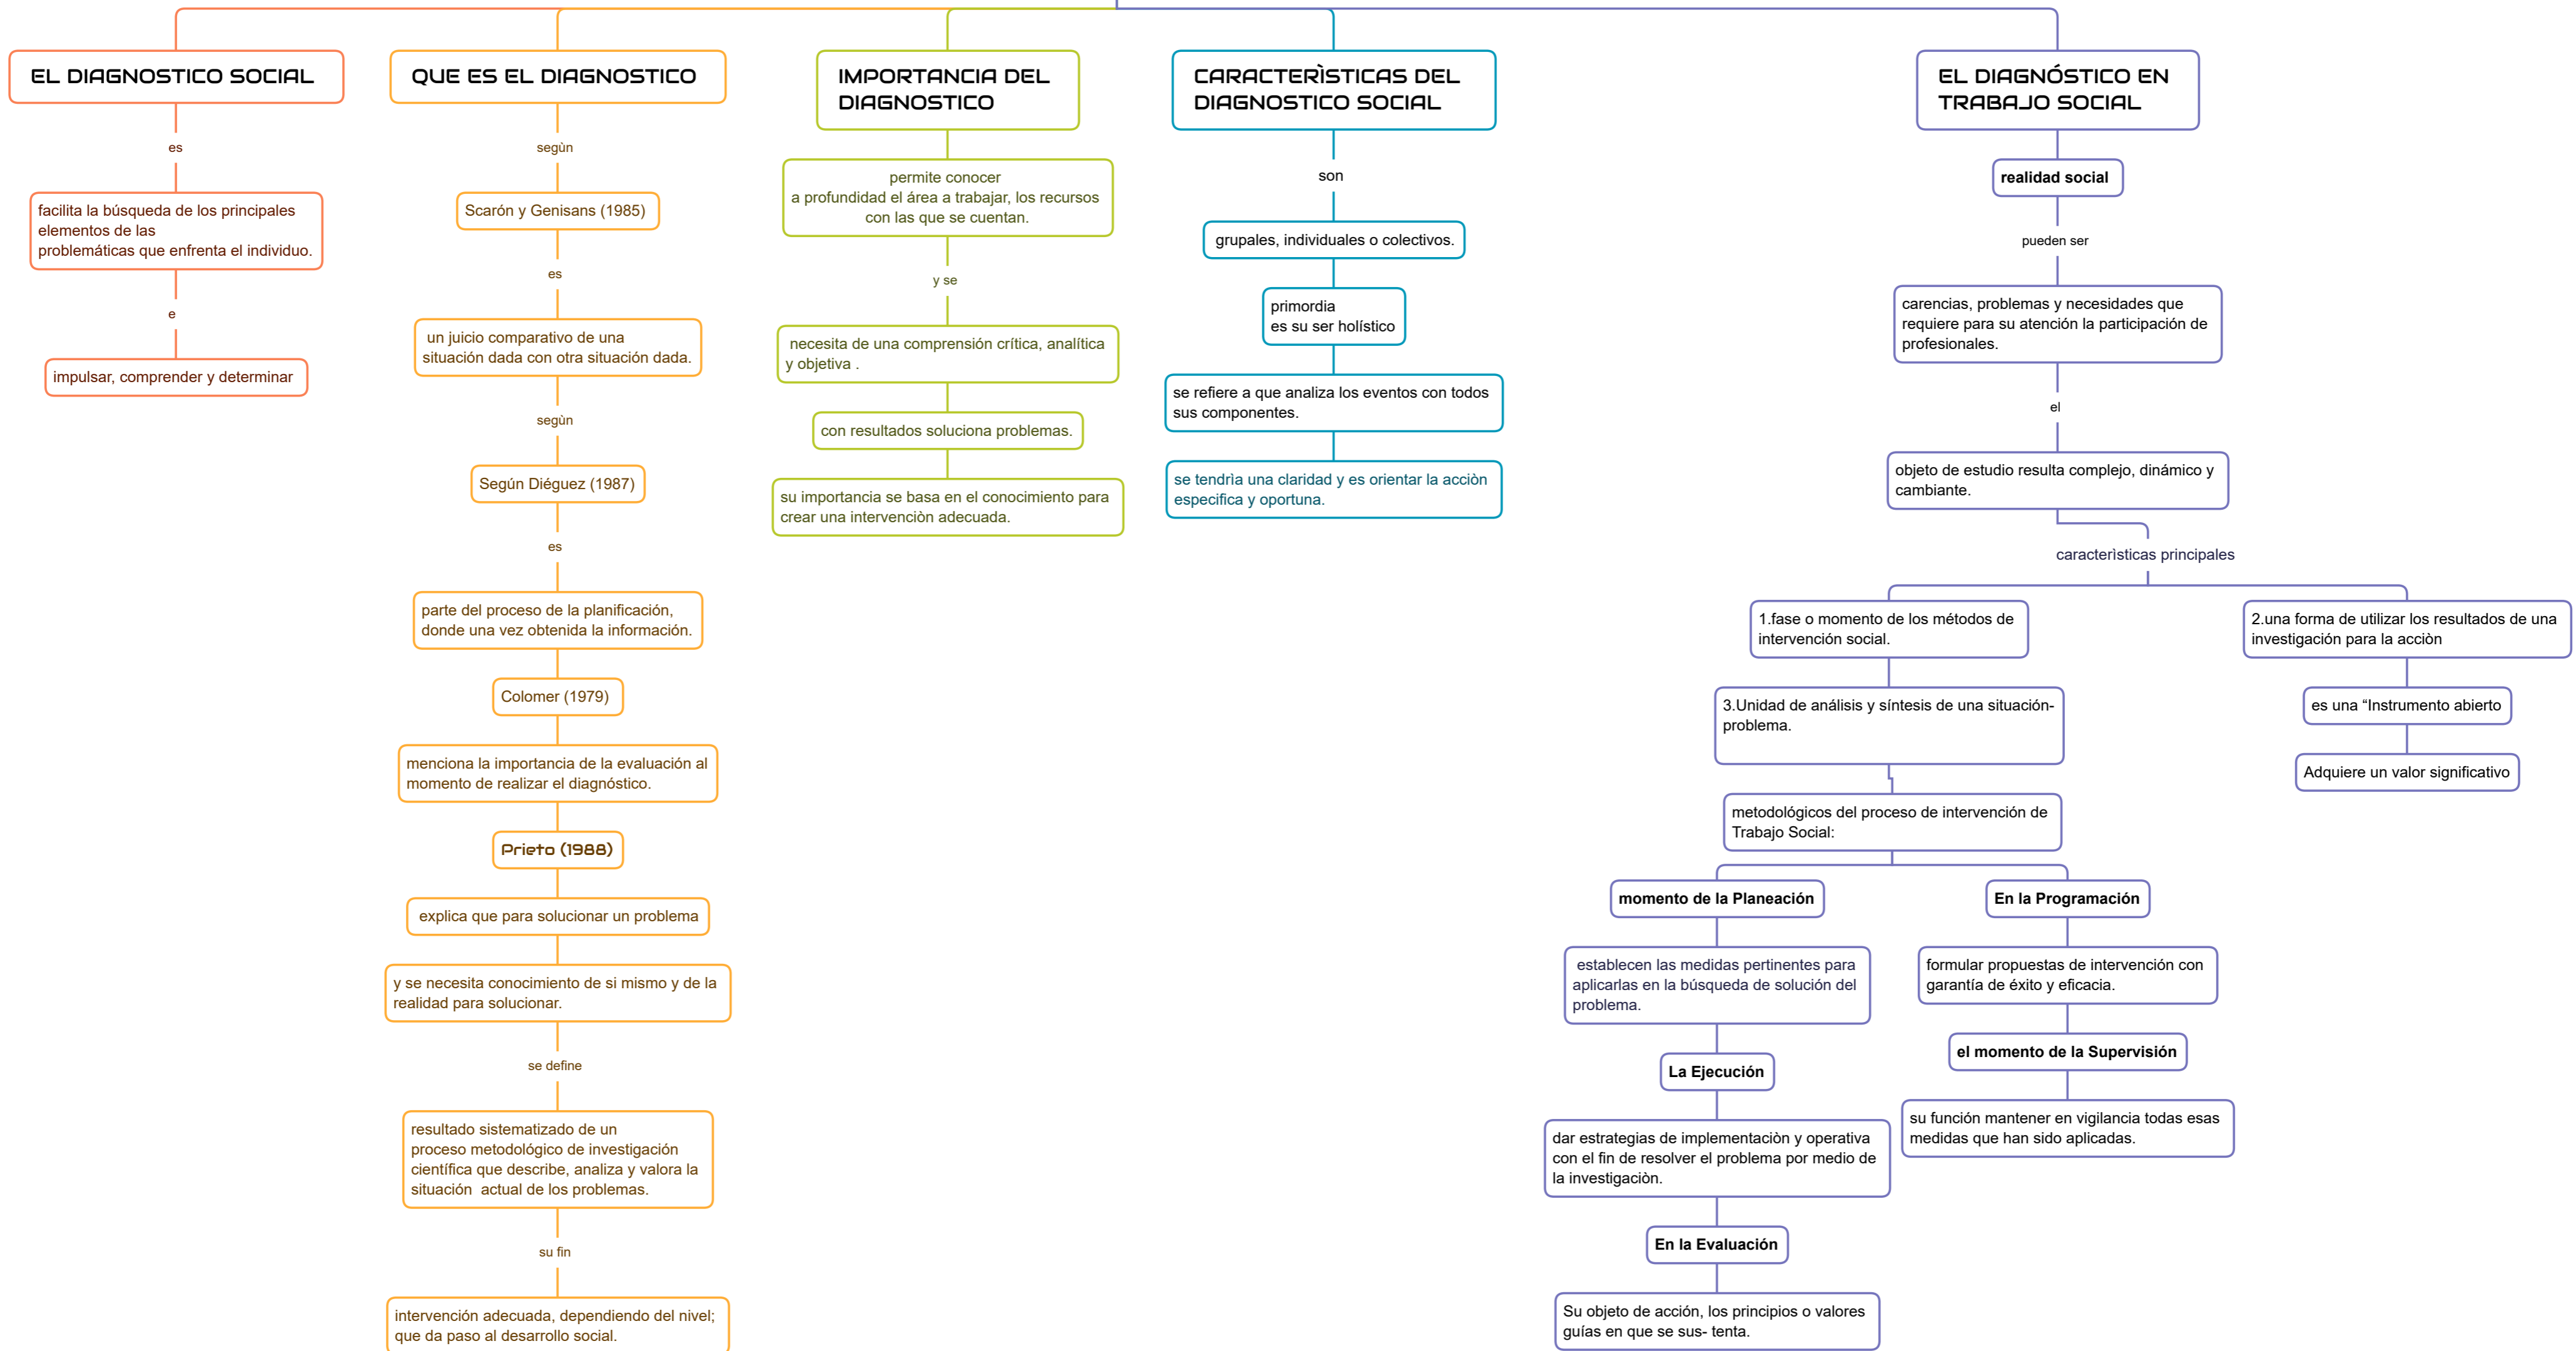 EL DIAGNOSTICO SOCIAL
es
facilita la búsqueda de los principales
elementos de las
problemáticas que enfrenta el individuo.
e
impulsar, comprender y determinar
QUE ES EL DIAGNOSTICO
segùn
Scarón y Genisans (1985)
es
un juicio comparativo de una
situación dada con otra situación dada.
segùn
Según Diéguez (1987)
es
parte del proceso de la planificación,
donde una vez obtenida la información.
Colomer (1979)
menciona la importancia de la evaluación al
momento de realizar el diagnóstico.
Prieto (1988)
explica que para solucionar un problema
y se necesita conocimiento de si mismo y de la
realidad para solucionar.
se define
resultado sistematizado de un
proceso metodológico de investigación
científica que describe, analiza y valora la
situación actual de los problemas.
su fin
intervención adecuada, dependiendo del nivel;
que da paso al desarrollo social.
IMPORTANCIA DEL
DIAGNOSTICO
permite conocer
a profundidad el área a trabajar, los recursos
con las que se cuentan.
y se
necesita de una comprensión crítica, analítica
y objetiva .
con resultados soluciona problemas.
su importancia se basa en el conocimiento para
crear una intervenciòn adecuada.
CARACTERÌSTICAS DEL
DIAGNOSTICO SOCIAL
son
grupales, individuales o colectivos.
primordia
es su ser holístico
se refiere a que analiza los eventos con todos
sus componentes.
se tendrìa una claridad y es orientar la acciòn
especifica y oportuna.
EL DIAGNÓSTICO EN
TRABAJO SOCIAL
realidad social
pueden ser
carencias, problemas y necesidades que
requiere para su atención la participación de
profesionales.
el
objeto de estudio resulta complejo, dinámico y
cambiante.
caracterìsticas principales
1.fase o momento de los métodos de
intervención social.
3.Unidad de análisis y síntesis de una situación-
problema.
metodológicos del proceso de intervención de
Trabajo Social:
momento de la Planeación
establecen las medidas pertinentes para
aplicarlas en la búsqueda de solución del
problema.
La Ejecución
dar estrategias de implementaciòn y operativa
con el fin de resolver el problema por medio de
la investigaciòn.
En la Evaluación
Su objeto de acción, los principios o valores
guías en que se sus- tenta.
En la Programación
formular propuestas de intervención con
garantía de éxito y eficacia.
el momento de la Supervisión
su función mantener en vigilancia todas esas
medidas que han sido aplicadas.
2.una forma de utilizar los resultados de una
investigación para la acciòn
es una “Instrumento abierto
Adquiere un valor significativo